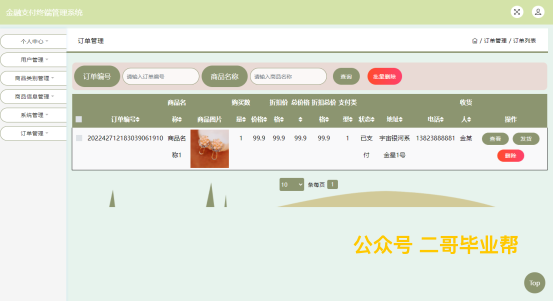 金融支付终端管理系统
个人中心
用户管理
商品类别管理
商品信息管理
系统管理
订单管理
订单管理
/ 订单管理 / 订单列表
订单编号 请输入订单编号 商品名称 请输入商品名称 查询 批量删除
订单编号 商品名称 商品图片 购买数量 价格 折扣价格 总价格 折扣总价格 支付类型 状态 地址 电话 收货人 操作
202242712183039061910 商品名称1 1 99.9 99.9 99.9 99.9 1 已支付 宇宙银河系金星1号 13823888881 金某 查看 发货 删除
10 条每页 1
公众号 二哥毕业帮
Top